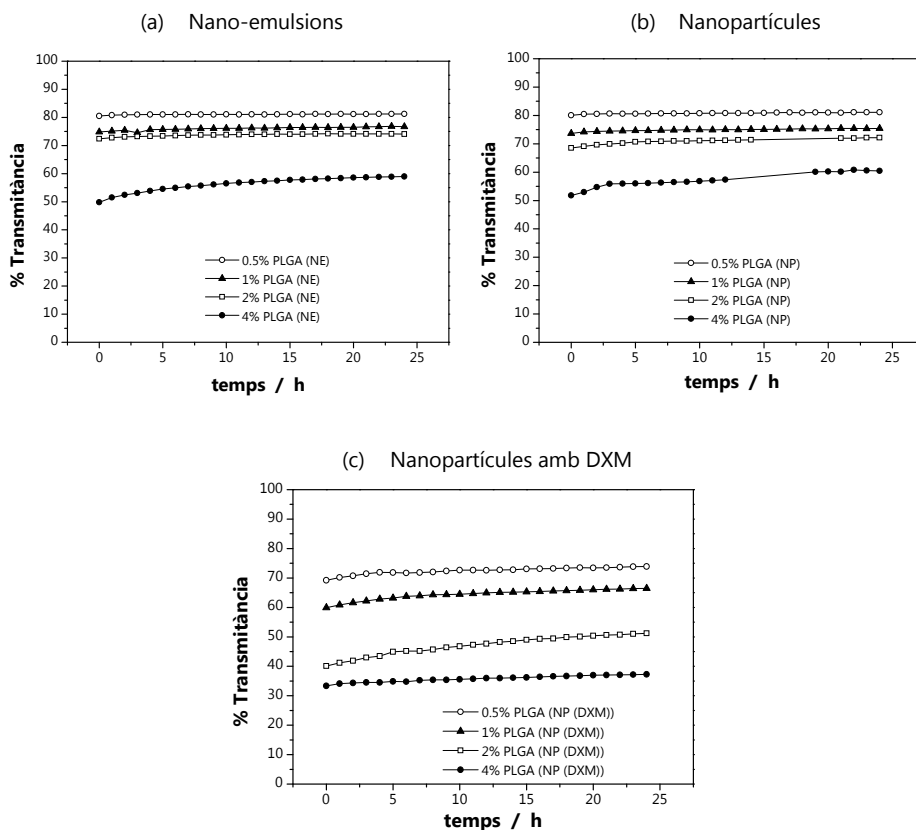 (a) Nano-emulsions
100
90
80
70
60
50
40
30
20
10
0
% Transmitància
0.5% PLGA (NE)
1% PLGA (NE)
2% PLGA (NE)
4% PLGA (NE)
0 5 10 15 20 25
temps / h
(b) Nanopartícules
100
90
80
70
60
50
40
30
20
10
0
% Transmitància
0.5% PLGA (NP)
1% PLGA (NP)
2% PLGA (NP)
4% PLGA (NP)
0 5 10 15 20 25
temps / h
(c) Nanopartícules amb DXM
100
90
80
70
60
50
40
30
20
10
0
% Transmitància
0.5% PLGA (NP (DXM))
1% PLGA (NP (DXM))
2% PLGA (NP (DXM))
4% PLGA (NP (DXM))
0 5 10 15 20 25
temps / h